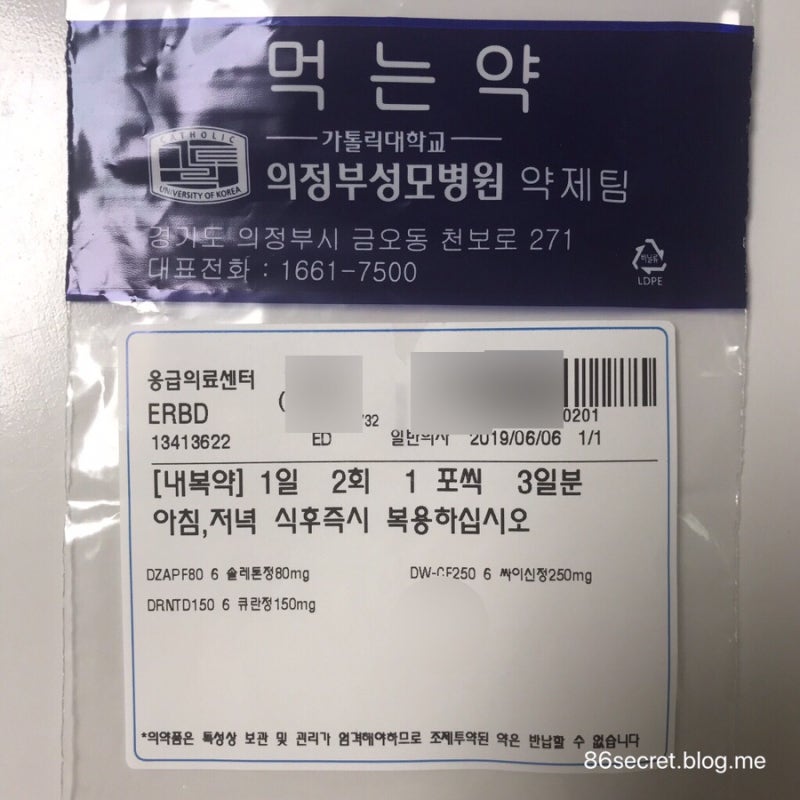 먹는약
CATHOLIC
UNIVERSITY OF KOREA
가톨릭대학교
의정부성모병원 약제팀
경기도 의정부시 금오동 천보로 271
대표전화 : 1661-7500
비닐류
LDPE
응급의료센터
ERBD ( /32 0201
13413622 ED 일반의사 2019/06/06 1/1
[내복약] 1일 2회 1 포씩 3일분
아침,저녁 식후즉시 복용하십시오
DZAPF80 6 솔레톤정80mg DW-CF250 6 싸이신정250mg
DRNTD150 6 큐란정150mg
*의약품은 특성상 보관 및 관리가 엄격해야하므로 조제투약된 약은 반납할 수 없습니다
86secret.blog.me